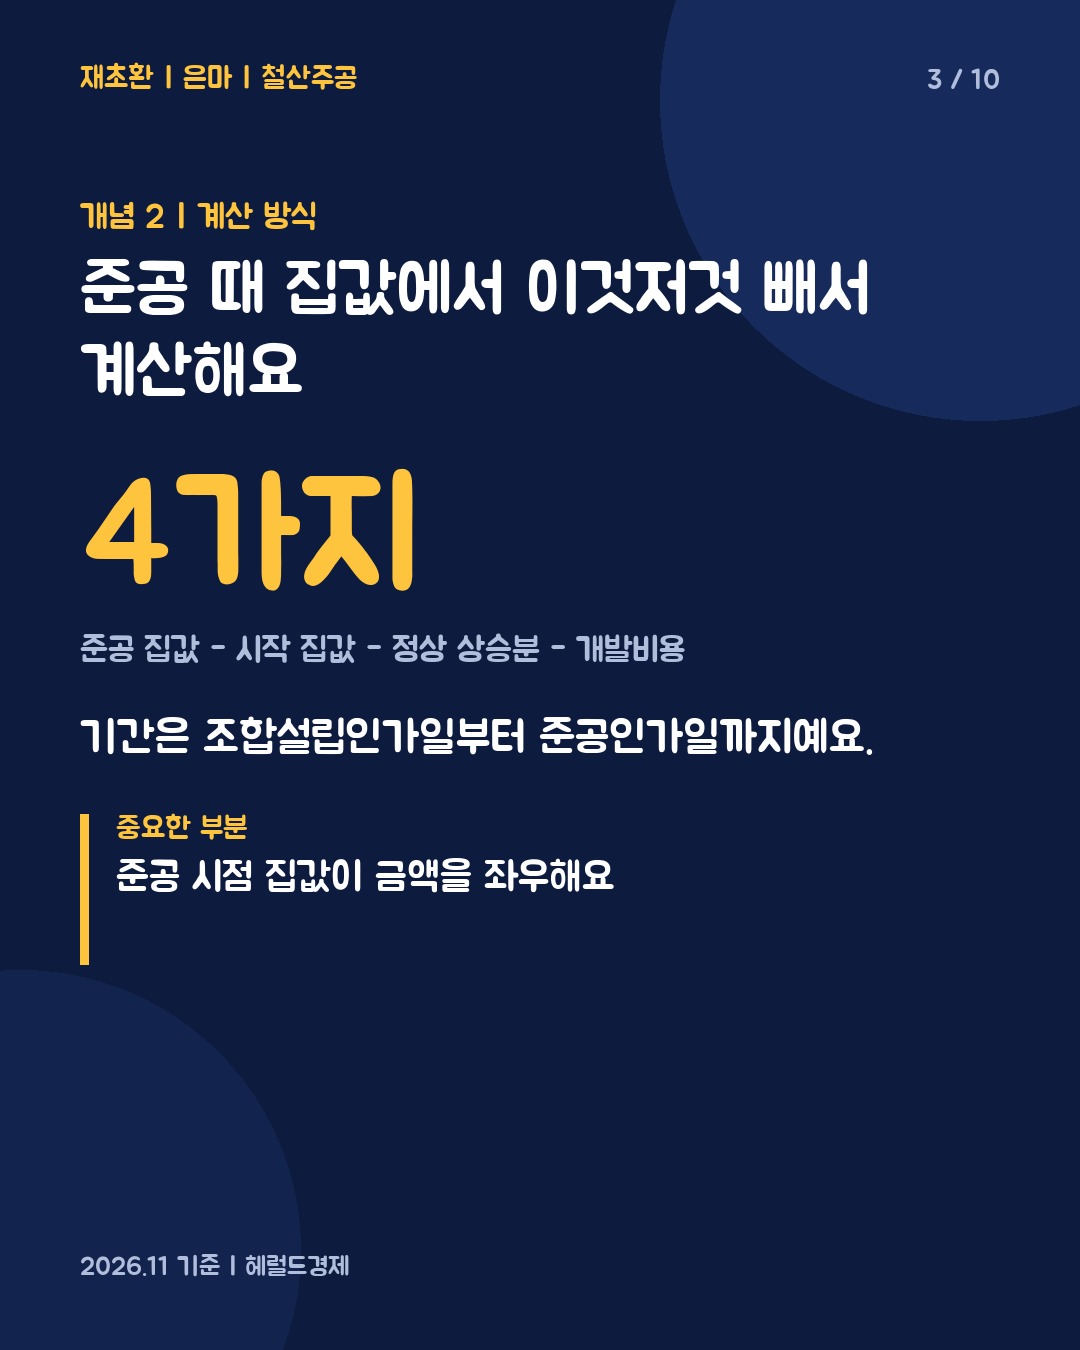 재초환 | 은마 | 철산주공
3 / 10
개념 2 | 계산 방식
준공 때 집값에서 이것저것 빼서
계산해요
4가지
준공 집값 - 시작 집값 - 정상 상승분 - 개발비용
기간은 조합설립인가일부터 준공인가일까지예요.
중요한 부분
준공 시점 집값이 금액을 좌우해요
2026.11 기준 | 헤럴드경제